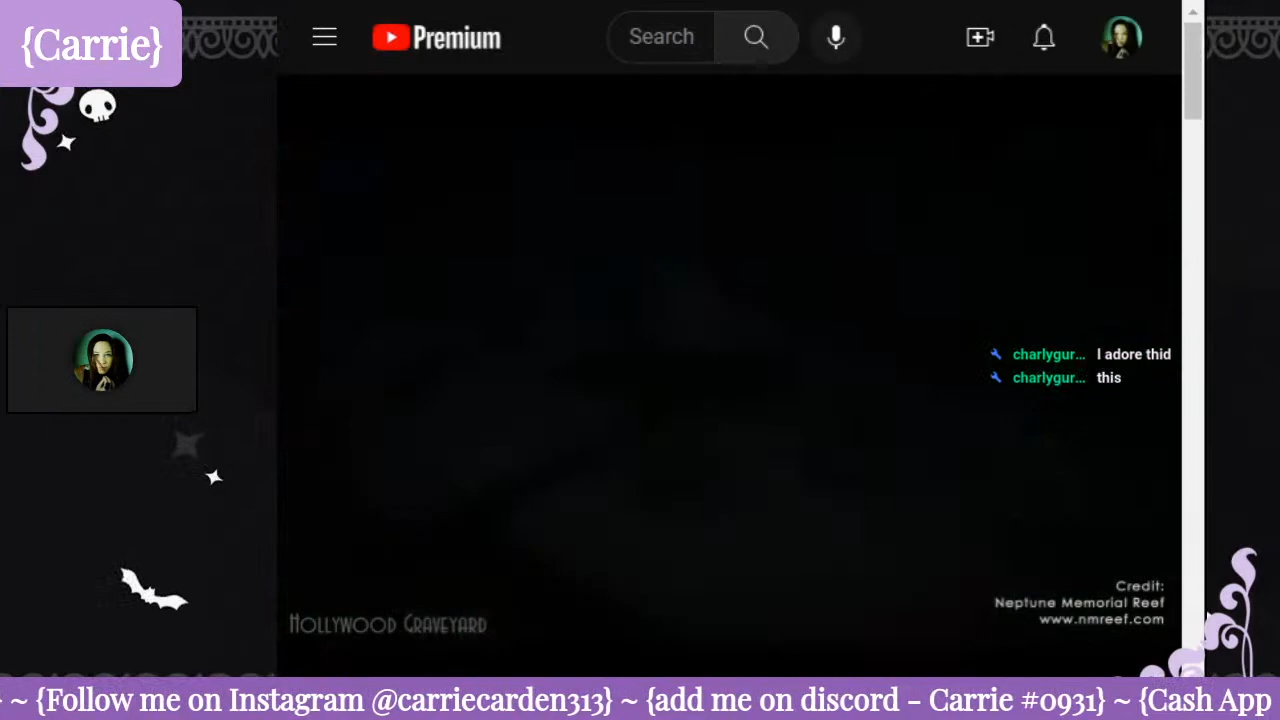 {Carrie}
Premium
Search
charlygur... I adore thid
charlygur... this
Credit:
Neptune Memorial Reef
www.nmreef.com
Hollywood Graveyard
~ {Follow me on Instagram @carriecarden313} ~ {add me on discord - Carrie #0931} ~ {Cash App